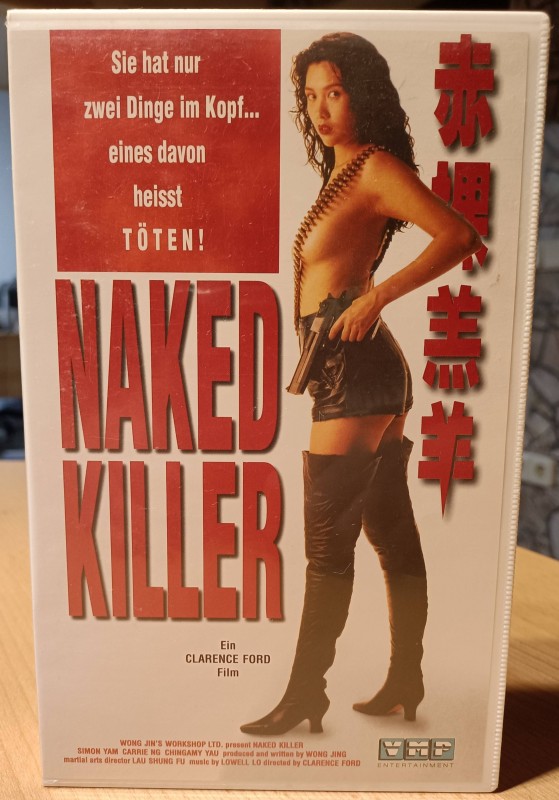 Sie hat nur
zwei Dinge im Kopf...
eines davon
heisst
TÖTEN!
赤裸羔羊
NAKED
KILLER
Ein
CLARENCE FORD
Film
WONG JIN'S WORKSHOP LTD. present NAKED KILLER
SIMON YAM CARRIE NG CHINGAMY YAU produced and written by WONG JING
martial arts director LAU SHUNG FU music by LOWELL LO directed by CLARENCE FORD
VMP
ENTERTAINMENT